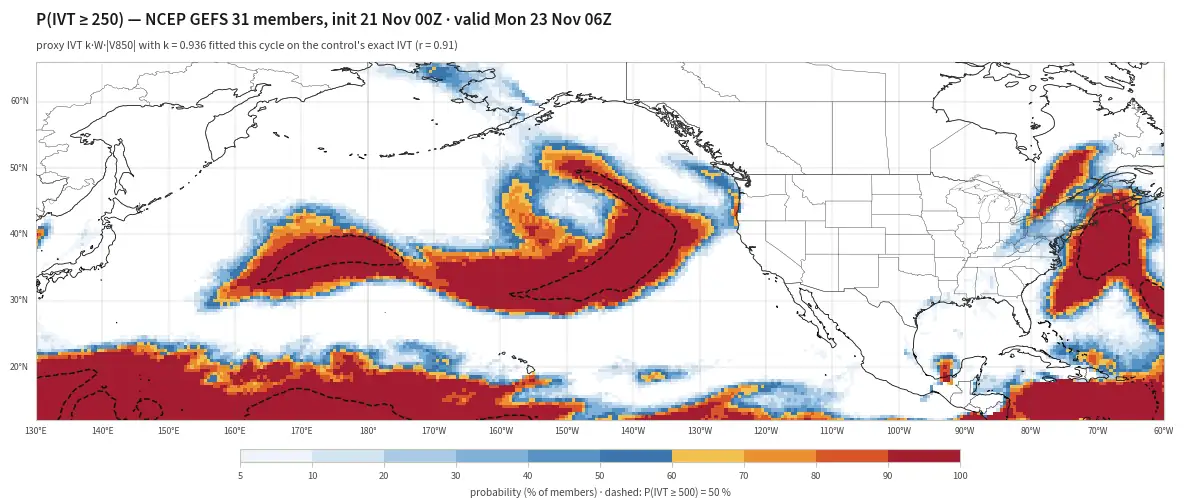 P(IVT ≥ 250) — NCEP GEFS 31 members, init 21 Nov 00Z · valid Mon 23 Nov 06Z
proxy IVT k·W·|V850| with k = 0.936 fitted this cycle on the control's exact IVT (r = 0.91)
60°N
50°N
40°N
30°N
20°N
130°E 140°E 150°E 160°E 170°E 180° 170°W 160°W 150°W 140°W 130°W 120°W 110°W 100°W 90°W 80°W 70°W 60°W
5 10 20 30 40 50 60 70 80 90 100
probability (% of members) · dashed: P(IVT ≥ 500) = 50 %